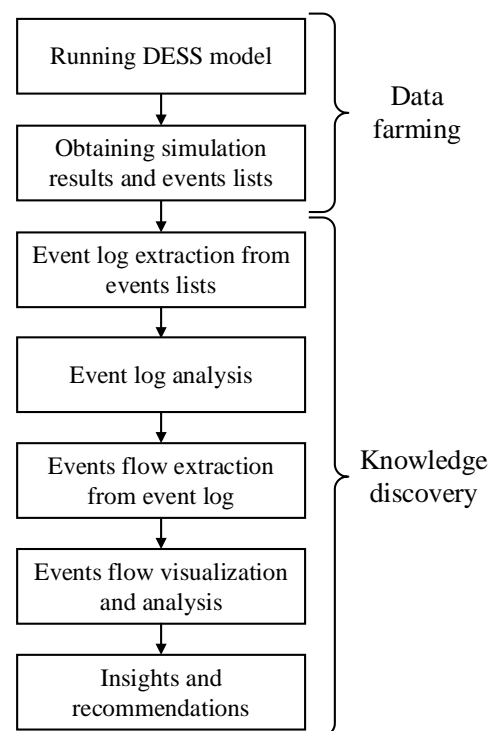 Running DESS model
Data
farming
Obtaining simulation
results and events lists
Event log extraction from
events lists
Event log analysis
Events flow extraction
from event log
Knowledge
discovery
Events flow visualization
and analysis
Insights and
recommendations